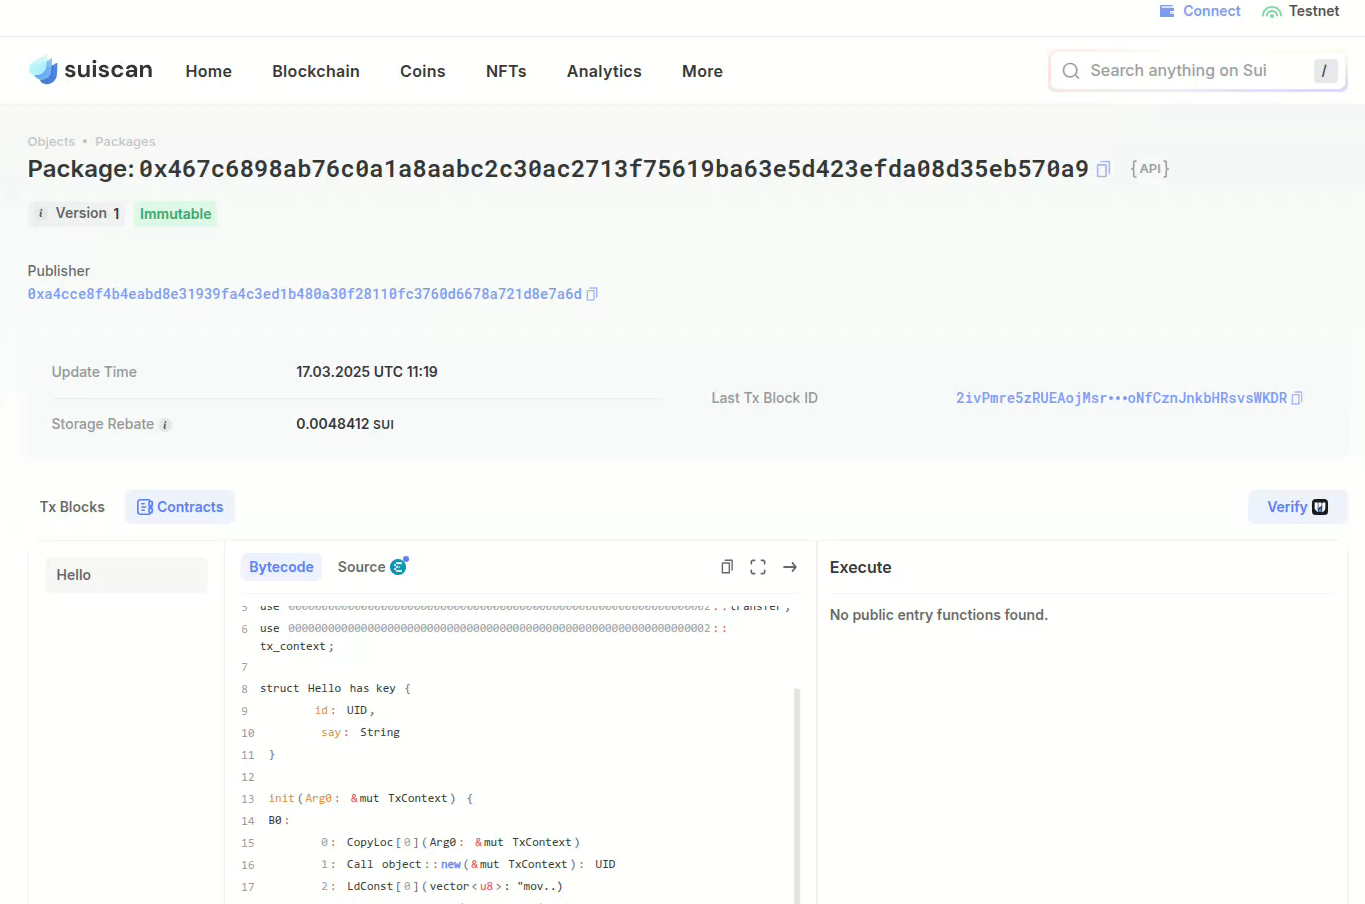 Connect
Testnet
suiscan
Home
Blockchain
Coins
NFTs
Analytics
More
Search anything on Sui
/
Objects • Packages
Package: 0x467c6898ab76c0a1a8aabc2c30ac2713f75619ba63e5d423efda08d35eb570a9
{API}
i Version 1
Immutable
Publisher
0xa4cce8f4b4eabd8e31939fa4c3ed1b480a30f28110fc3760d6678a721d8e7a6d
Update Time
17.03.2025 UTC 11:19
Storage Rebate i
0.0048412 SUI
Last Tx Block ID
2ivPmre5zRUEAojMsr•••oNfCznJnkbHRsvsWKDR
Tx Blocks
Contracts
Verify
Hello
Bytecode
Source
5 use 0000000000000000000000000000000000000000000000000000000000000002::transfer;
6 use 0000000000000000000000000000000000000000000000000000000000000002::
tx_context;
7
8 struct Hello has key {
9 id: UID,
10 say: String
11 }
12
13 init(Arg0: &mut TxContext) {
14 B0:
15 0: CopyLoc[0](Arg0: &mut TxContext)
16 1: Call object::new(&mut TxContext): UID
17 2: LdConst[0](vector<u8>: "mov..)
Execute
No public entry functions found.